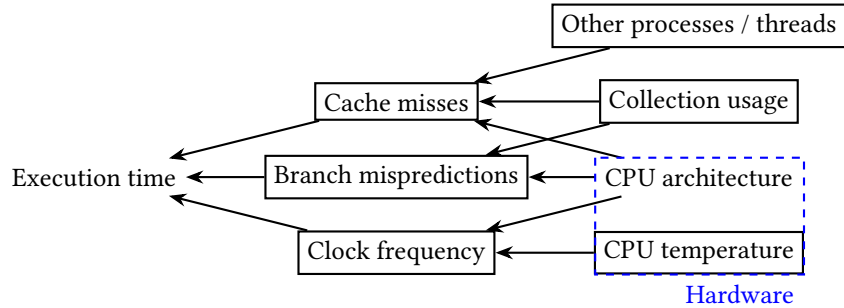 Other processes / threads
Cache misses
Collection usage
Execution time
Branch mispredictions
CPU architecture
Clock frequency
CPU temperature
Hardware